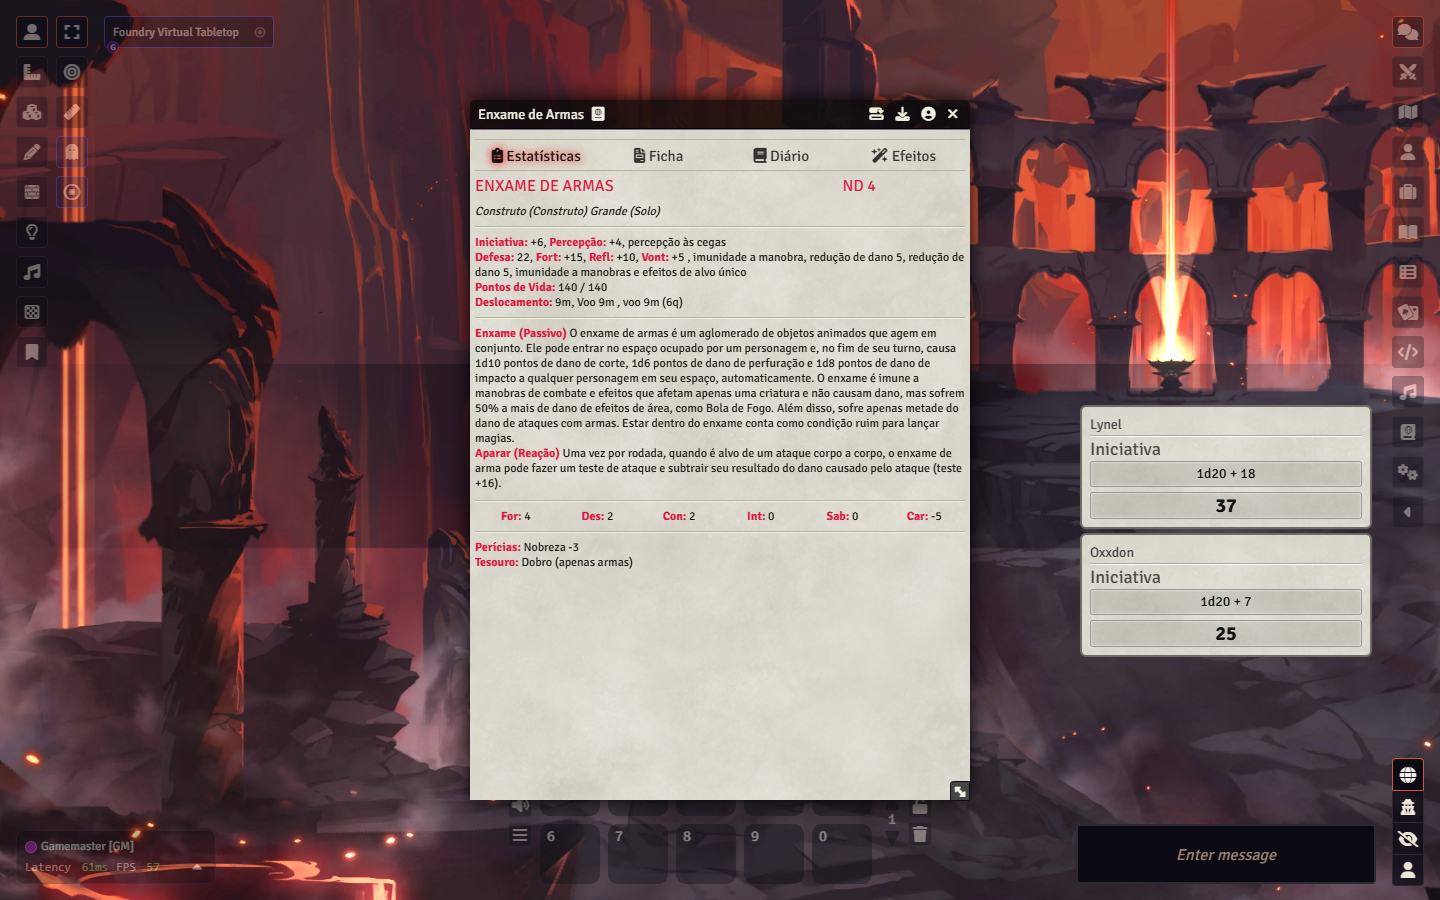 Foundry Virtual Tabletop
G
Enxame de Armas
Estatísticas
Ficha
Diário
Efeitos
ENXAME DE ARMAS
ND 4
Construto (Construto) Grande (Solo)
Iniciativa: +6, Percepção: +4, percepção às cegas
Defesa: 22, Fort: +15, Refl: +10, Vont: +5 , imunidade a manobra, redução de dano 5, redução de
dano 5, imunidade a manobras e efeitos de alvo único
Pontos de Vida: 140 / 140
Deslocamento: 9m, Voo 9m , voo 9m (6q)
Enxame (Passivo) O enxame de armas é um aglomerado de objetos animados que agem em
conjunto. Ele pode entrar no espaço ocupado por um personagem e, no fim de seu turno, causa
1d10 pontos de dano de corte, 1d6 pontos de dano de perfuração e 1d8 pontos de dano de
impacto a qualquer personagem em seu espaço, automaticamente. O enxame é imune a
manobras de combate e efeitos que afetam apenas uma criatura e não causam dano, mas sofrem
50% a mais de dano de efeitos de área, como Bola de Fogo. Além disso, sofre apenas metade do
dano de ataques com armas. Estar dentro do enxame conta como condição ruim para lançar
magias.
Aparar (Reação) Uma vez por rodada, quando é alvo de um ataque corpo a corpo, o enxame de
arma pode fazer um teste de ataque e subtrair seu resultado do dano causado pelo ataque (teste
+16).
For: 4
Des: 2
Con: 2
Int: 0
Sab: 0
Car: -5
Perícias: Nobreza -3
Tesouro: Dobro (apenas armas)
Lynel
Iniciativa
1d20 + 18
37
Oxxdon
Iniciativa
1d20 + 7
25
6
7
8
9
0
1
Gamemaster [GM]
Latency 61ms FPS 57
Enter message